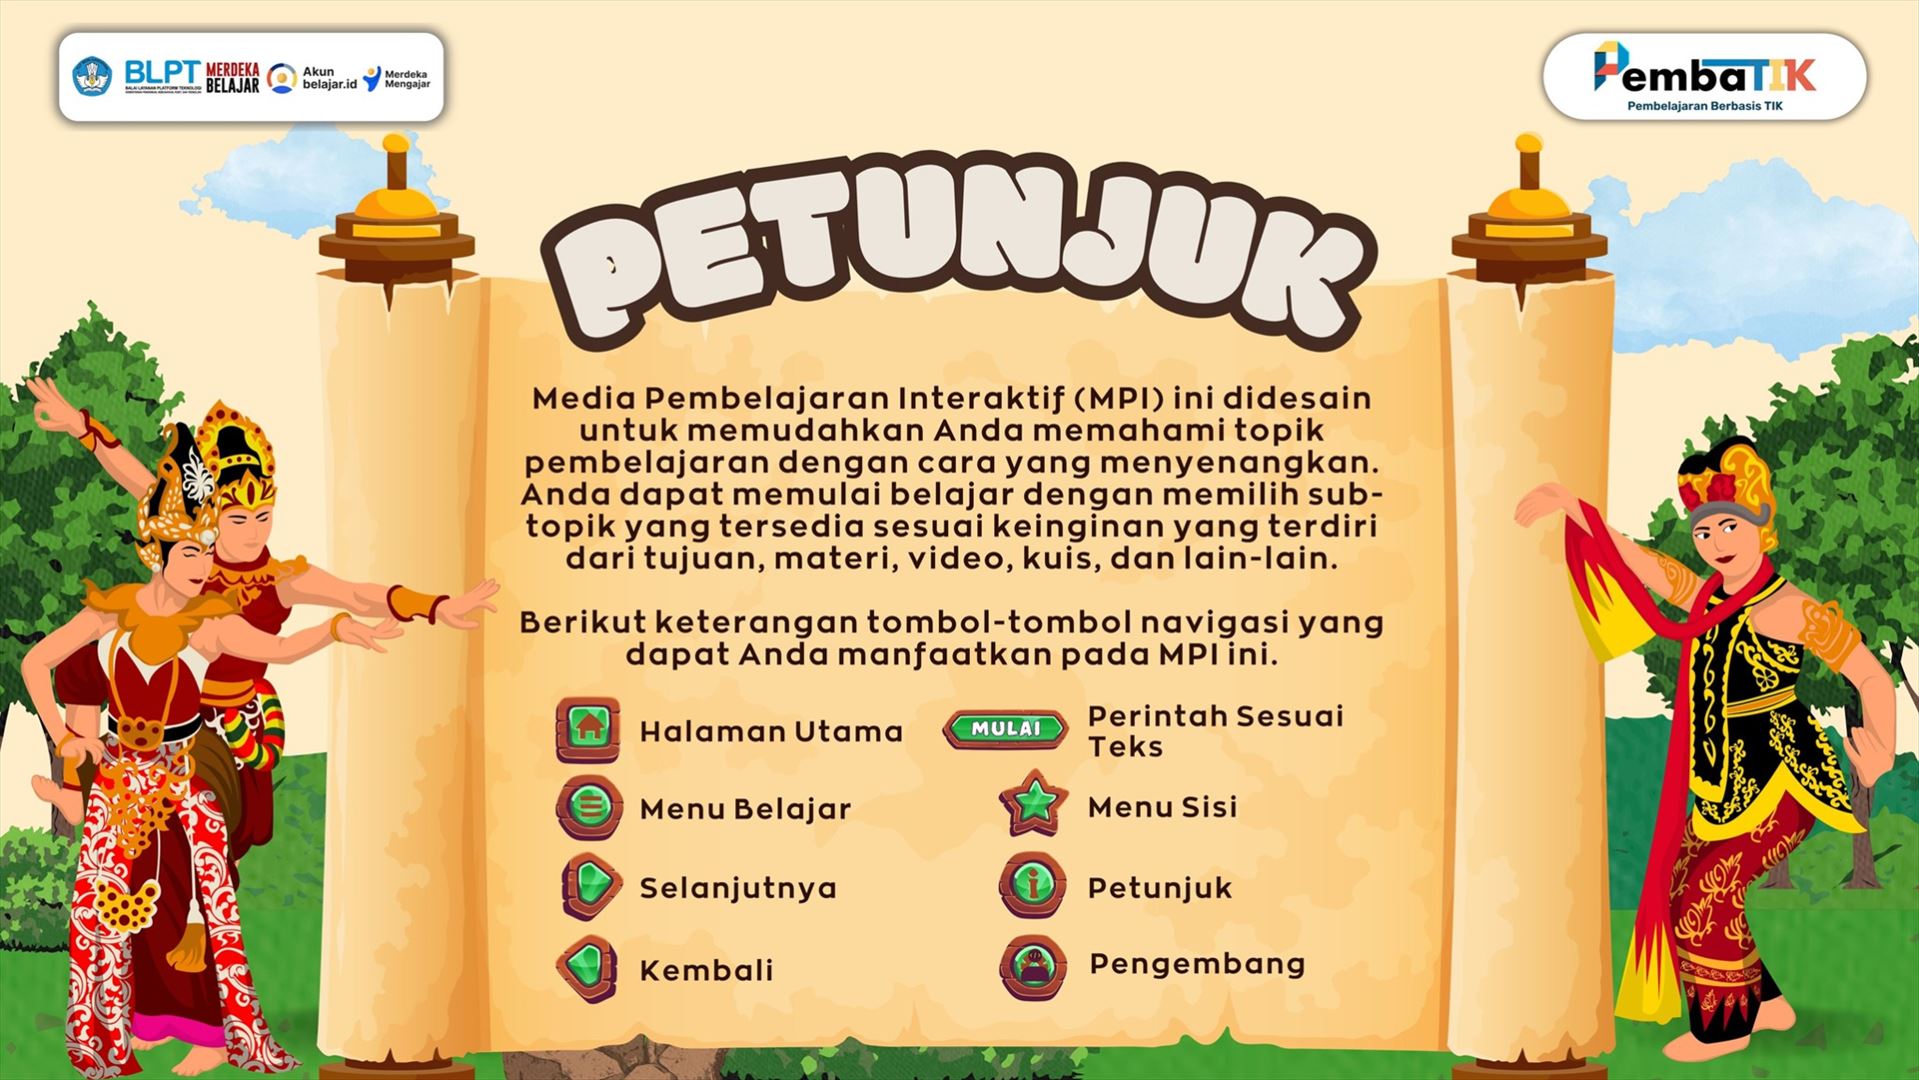 BLPT
MERDEKA
BELAJAR
Akun
belajar.id
Merdeka
Mengajar
PembaTIK
Pembelajaran Berbasis TIK
PETUNJUK
Media Pembelajaran Interaktif (MPI) ini didesain
untuk memudahkan Anda memahami topik
pembelajaran dengan cara yang menyenangkan.
Anda dapat memulai belajar dengan memilih sub-
topik yang tersedia sesuai keinginan yang terdiri
dari tujuan, materi, video, kuis, dan lain-lain.
Berikut keterangan tombol-tombol navigasi yang
dapat Anda manfaatkan pada MPI ini.
Halaman Utama
Menu Belajar
Selanjutnya
Kembali
MULAI
Perintah Sesuai
Teks
Menu Sisi
Petunjuk
Pengembang